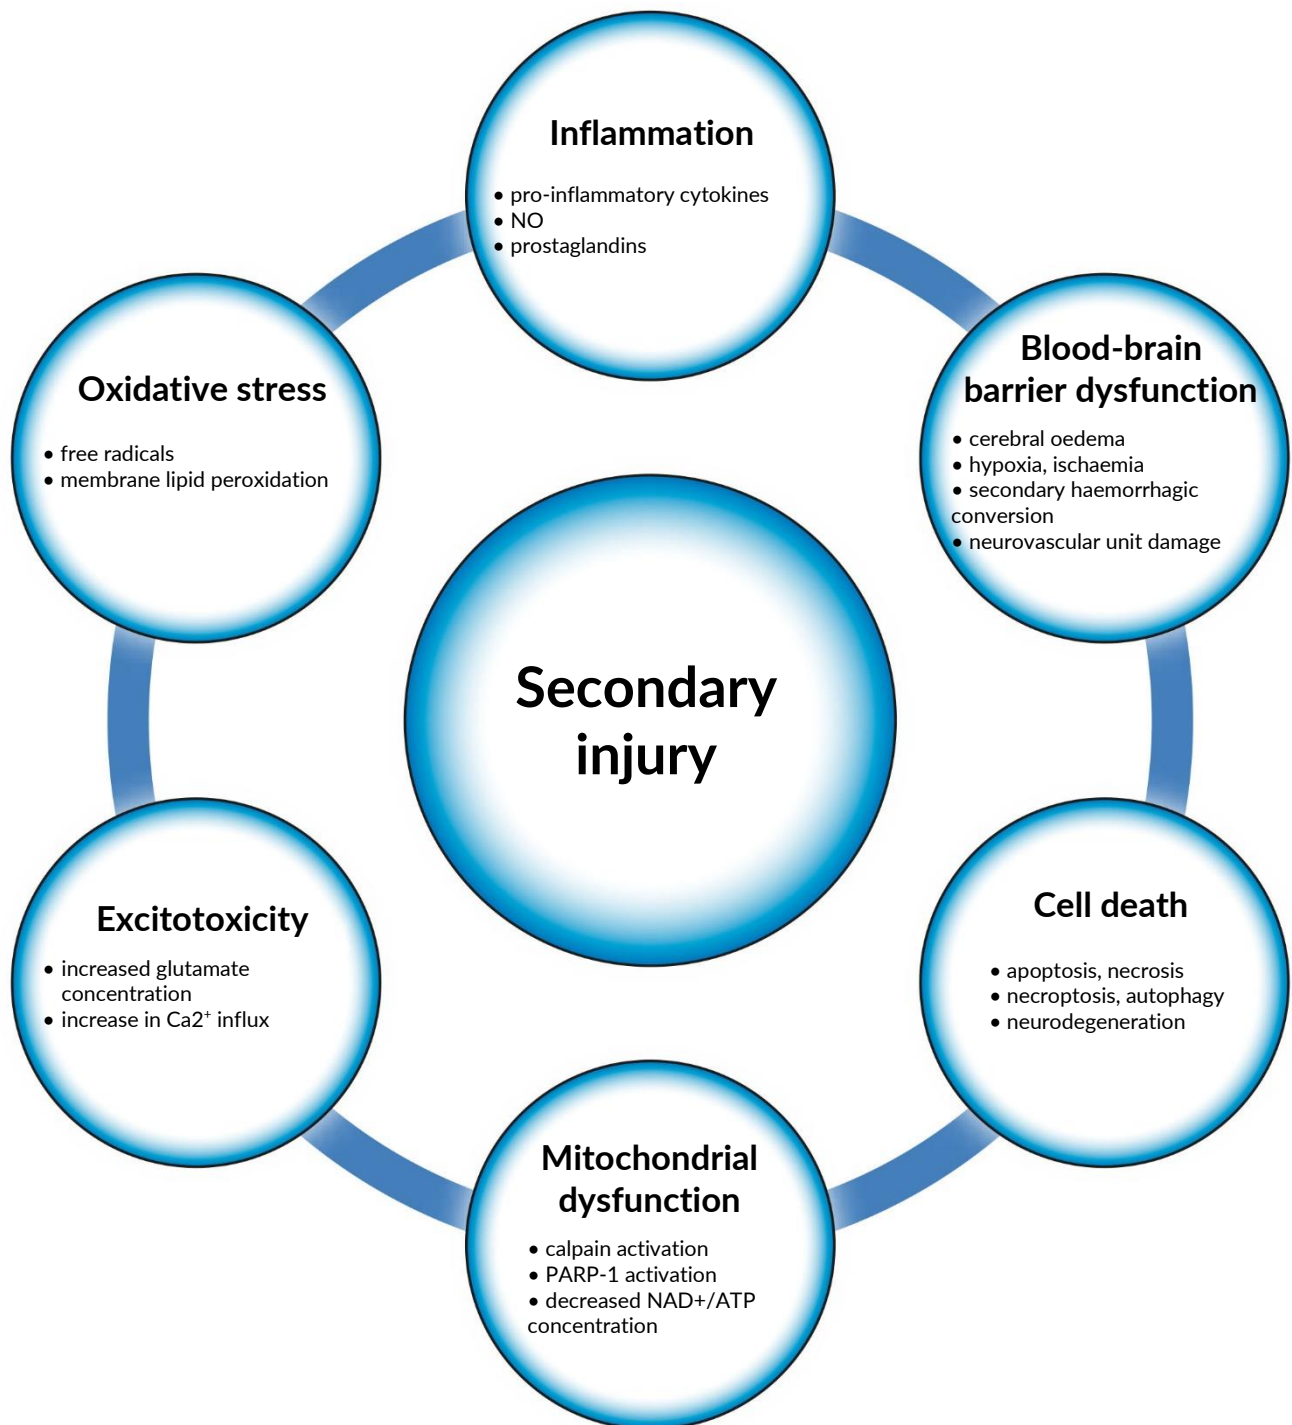 Inflammation
• pro-inflammatory cytokines
• NO
• prostaglandins
Blood-brain
barrier dysfunction
• cerebral oedema
• hypoxia, ischaemia
• secondary haemorrhagic
conversion
• neurovascular unit damage
Oxidative stress
• free radicals
• membrane lipid peroxidation
Secondary
injury
Excitotoxicity
• increased glutamate
concentration
• increase in Ca2⁺ influx
Cell death
• apoptosis, necrosis
• necroptosis, autophagy
• neurodegeneration
Mitochondrial
dysfunction
• calpain activation
• PARP-1 activation
• decreased NAD+/ATP
concentration